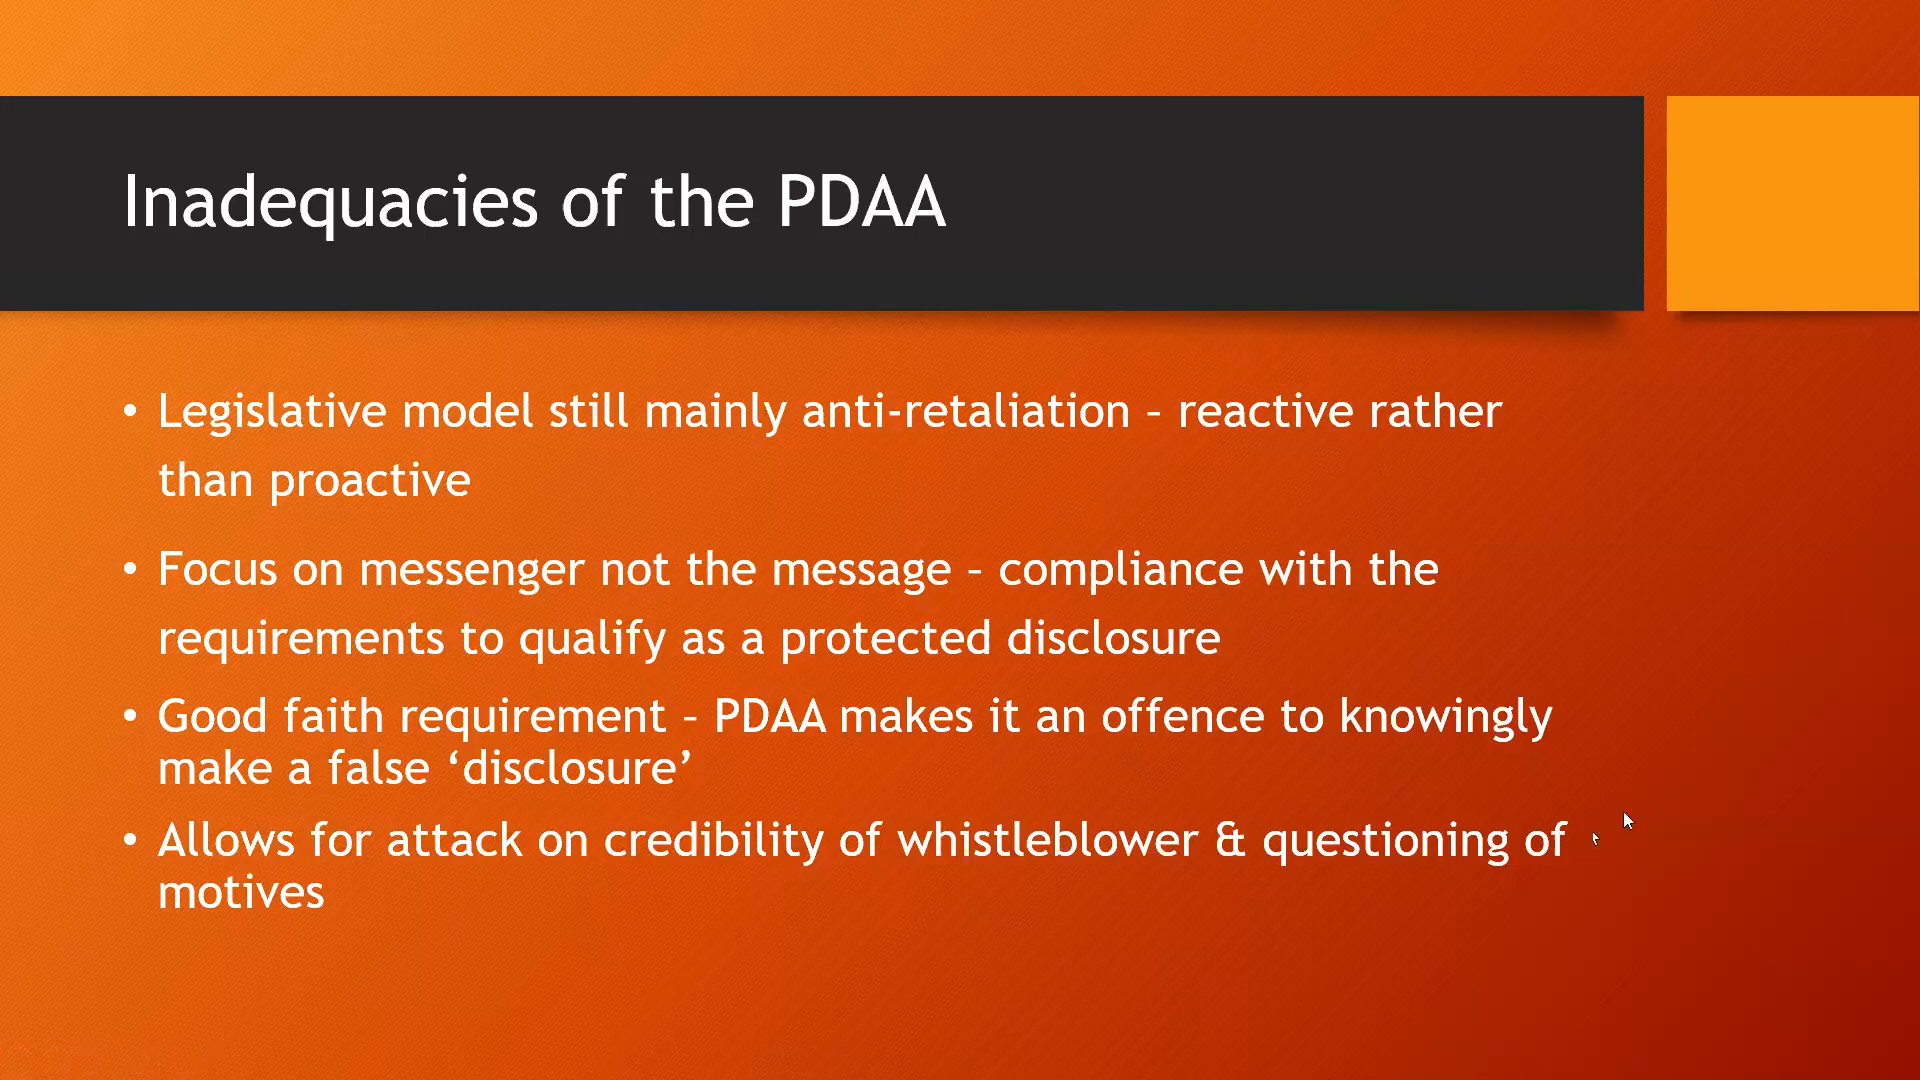 Inadequacies of the PDAA
• Legislative model still mainly anti-retaliation – reactive rather
than proactive
• Focus on messenger not the message – compliance with the
requirements to qualify as a protected disclosure
• Good faith requirement – PDAA makes it an offence to knowingly
make a false ‘disclosure’
• Allows for attack on credibility of whistleblower & questioning of
motives